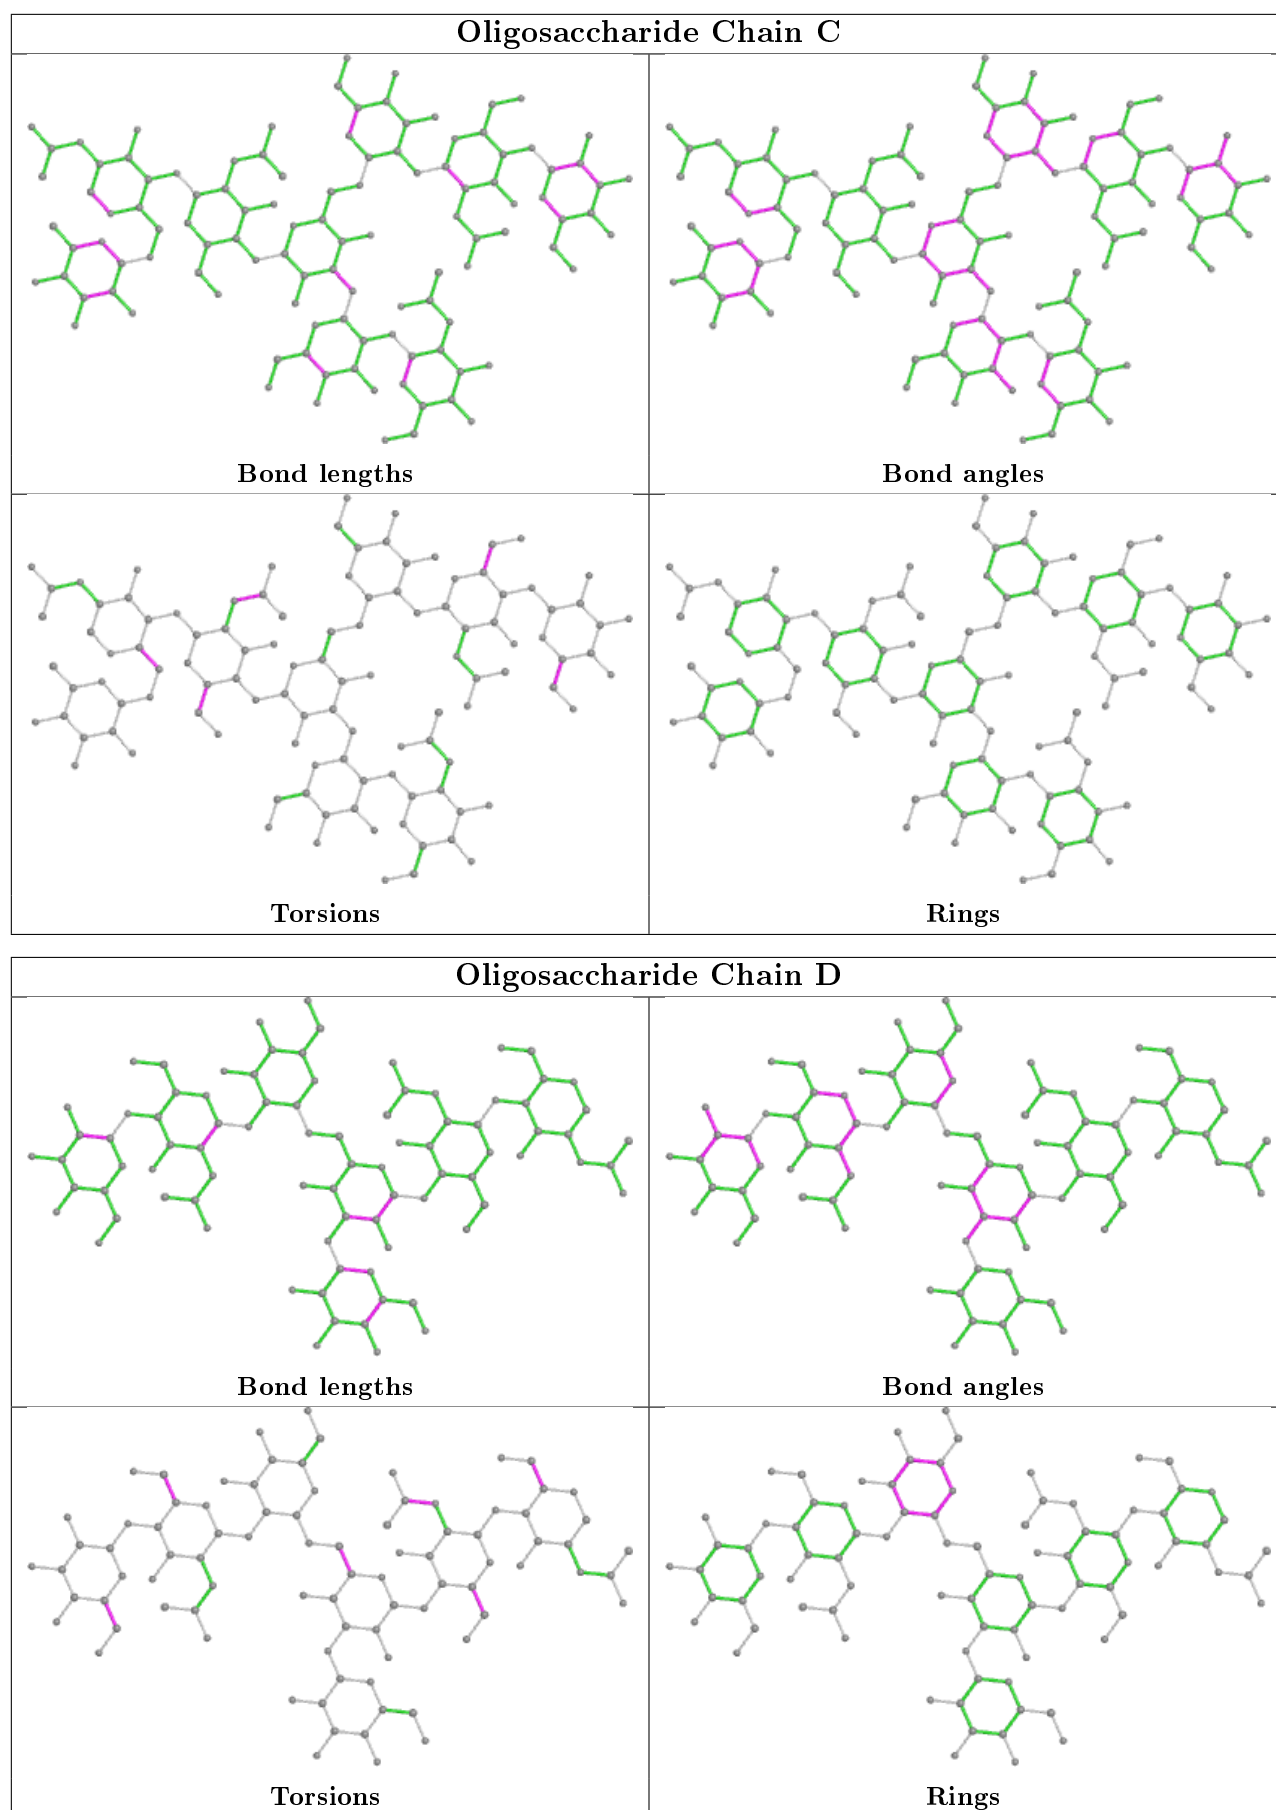 Oligosaccharide Chain C
Bond lengths
Bond angles
Torsions
Rings
Oligosaccharide Chain D
Bond lengths
Bond angles
Torsions
Rings